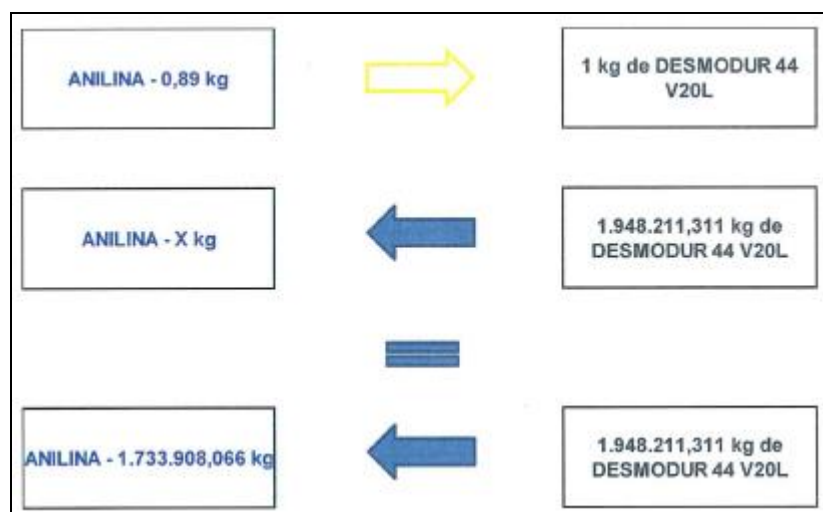 ANILINA - 0,89 kg
1 kg de DESMODUR 44
V20L
ANILINA - X kg
1.948.211,311 kg de
DESMODUR 44 V20L
ANILINA - 1.733.908,066 kg
1.948.211,311 kg de
DESMODUR 44 V20L